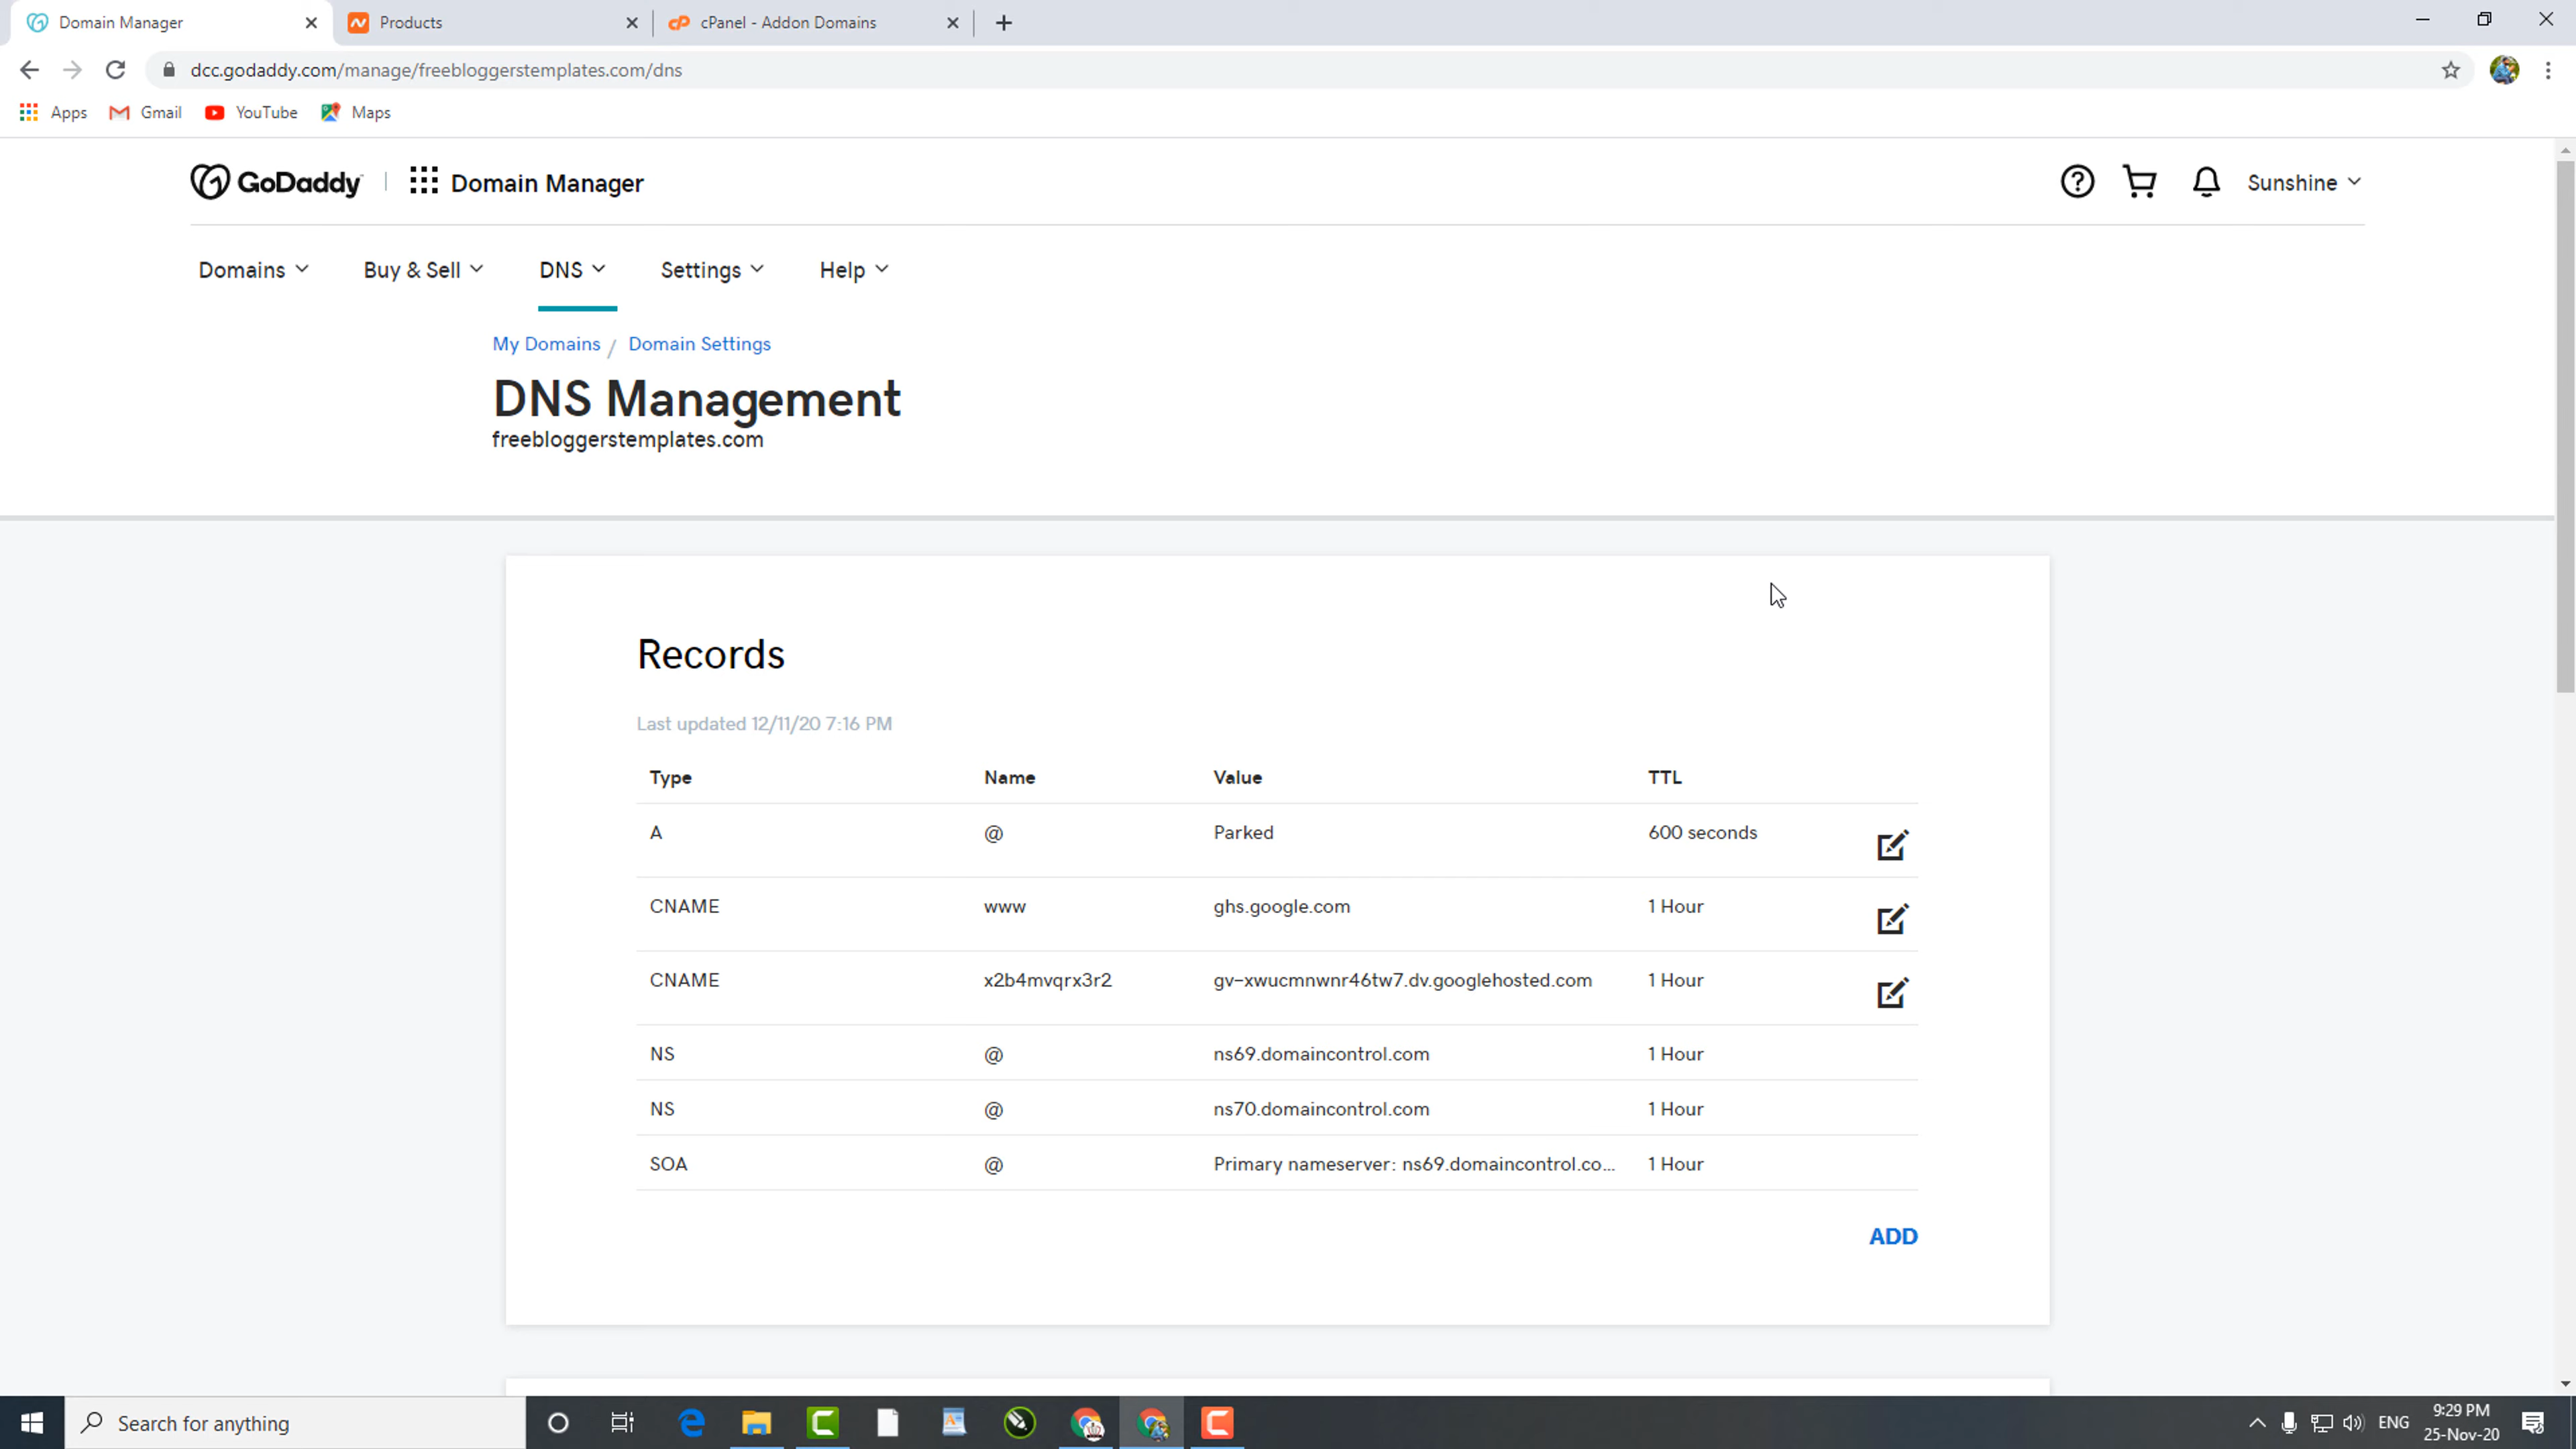 Domain Manager
Products
cPanel - Addon Domains
dcc.godaddy.com/manage/freebloggerstemplates.com/dns
Apps Gmail YouTube Maps
GoDaddy Domain Manager Sunshine
Domains Buy & Sell DNS Settings Help
My Domains / Domain Settings
DNS Management
freebloggerstemplates.com
Records
Last updated 12/11/20 7:16 PM
Type Name Value TTL
A @ Parked 600 seconds
CNAME www ghs.google.com 1 Hour
CNAME x2b4mvqrx3r2 gv-xwucmnwnr46tw7.dv.googlehosted.com 1 Hour
NS @ ns69.domaincontrol.com 1 Hour
NS @ ns70.domaincontrol.com 1 Hour
SOA @ Primary nameserver: ns69.domaincontrol.co... 1 Hour
ADD
Search for anything
ENG
9:29 PM
25-Nov-20